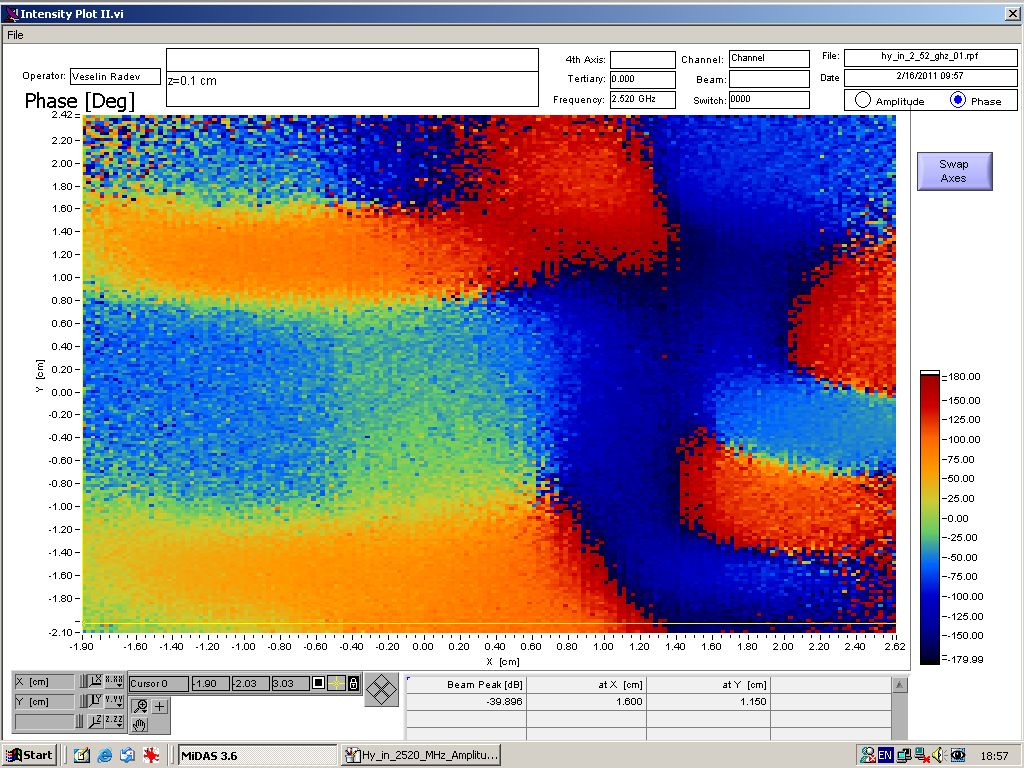 Intensity Plot II.vi
File
Operator: Veselin Radev
z=0.1 cm
4th Axis:
Tertiary: 0.000
Frequency: 2.520 GHz
Channel: Channel
Beam:
Switch: 0000
File: hy_in_2_52_ghz_01.rpf
Date 2/16/2011 09:57
Amplitude Phase
Phase [Deg]
Swap
Axes
2.42
2.20
2.00
1.80
1.60
1.40
1.20
1.00
0.80
0.60
0.40
0.20
0.00
-0.20
-0.40
-0.60
-0.80
-1.00
-1.20
-1.40
-1.60
-1.80
-2.10
Y [cm]
-1.90 -1.60 -1.40 -1.20 -1.00 -0.80 -0.60 -0.40 -0.20 0.00 0.20 0.40 0.60 0.80 1.00 1.20 1.40 1.60 1.80 2.00 2.20 2.40 2.62
X [cm]
180.00
150.00
125.00
100.00
75.00
50.00
25.00
0.00
-25.00
-50.00
-75.00
-100.00
-125.00
-150.00
-179.99
X [cm] X X.XX
Y [cm] Y Y.YY
Z Z.ZZ
Cursor 0 -1.90 -2.03 3.03
Beam Peak [dB] at X [cm] at Y [cm]
-39.896 1.600 1.150
Start MiDAS 3.6 Hy_in_2520_MHz_Amplitu... EN 18:57